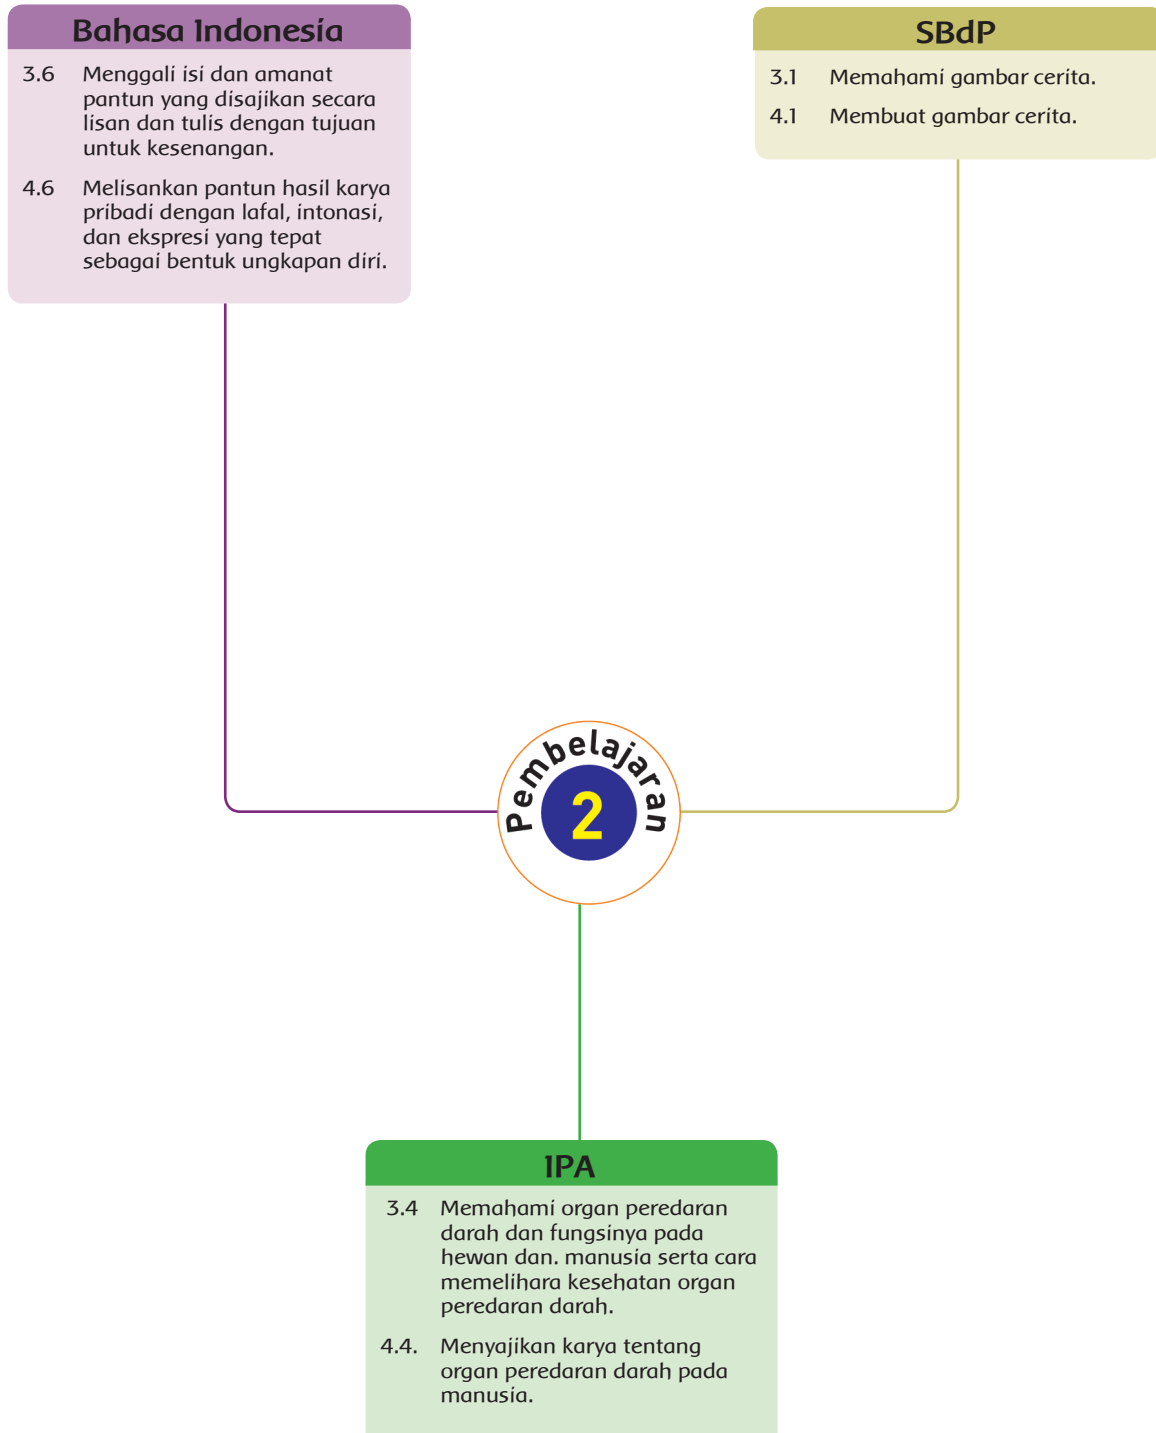 Bahasa Indonesia
3.6 Menggali isi dan amanat
pantun yang disajikan secara
lisan dan tulis dengan tujuan
untuk kesenangan.
4.6 Melisankan pantun hasil karya
pribadi dengan lafal, intonasi,
dan ekspresi yang tepat
sebagai bentuk ungkapan diri.
SBdP
3.1 Memahami gambar cerita.
4.1 Membuat gambar cerita.
Pembelajaran
2
IPA
3.4 Memahami organ peredaran
darah dan fungsinya pada
hewan dan. manusia serta cara
memelihara kesehatan organ
peredaran darah.
4.4. Menyajikan karya tentang
organ peredaran darah pada
manusia.